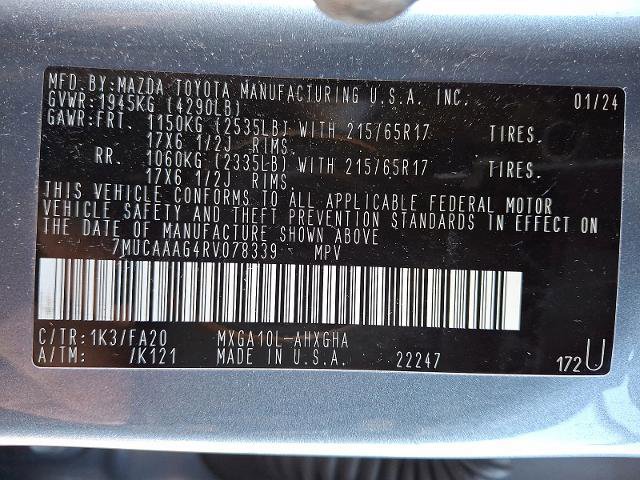 MFD.BY:MAZDA TOYOTA MANUFACTURING U.S.A. INC. 01/24
GVWR:1945KG (4290LB)
GAWR:FRT. 1150KG (2535LB) WITH 215/65R17 TIRES.
17X6 1/2J RIMS.
RR. 1060KG (2335LB) WITH 215/65R17 TIRES.
17X6 1/2J RIMS.
THIS VEHICLE CONFORMS TO ALL APPLICABLE FEDERAL MOTOR
VEHICLE SAFETY AND THEFT PREVENTION STANDARDS IN EFFECT ON
THE DATE OF MANUFACTURE SHOWN ABOVE
7MUCAAAG4RV078339 MPV
C/TR:1K3/FA20 MXGA10L-AHXGHA
A/TM: /K121 MADE IN U.S.A. 22247 172U